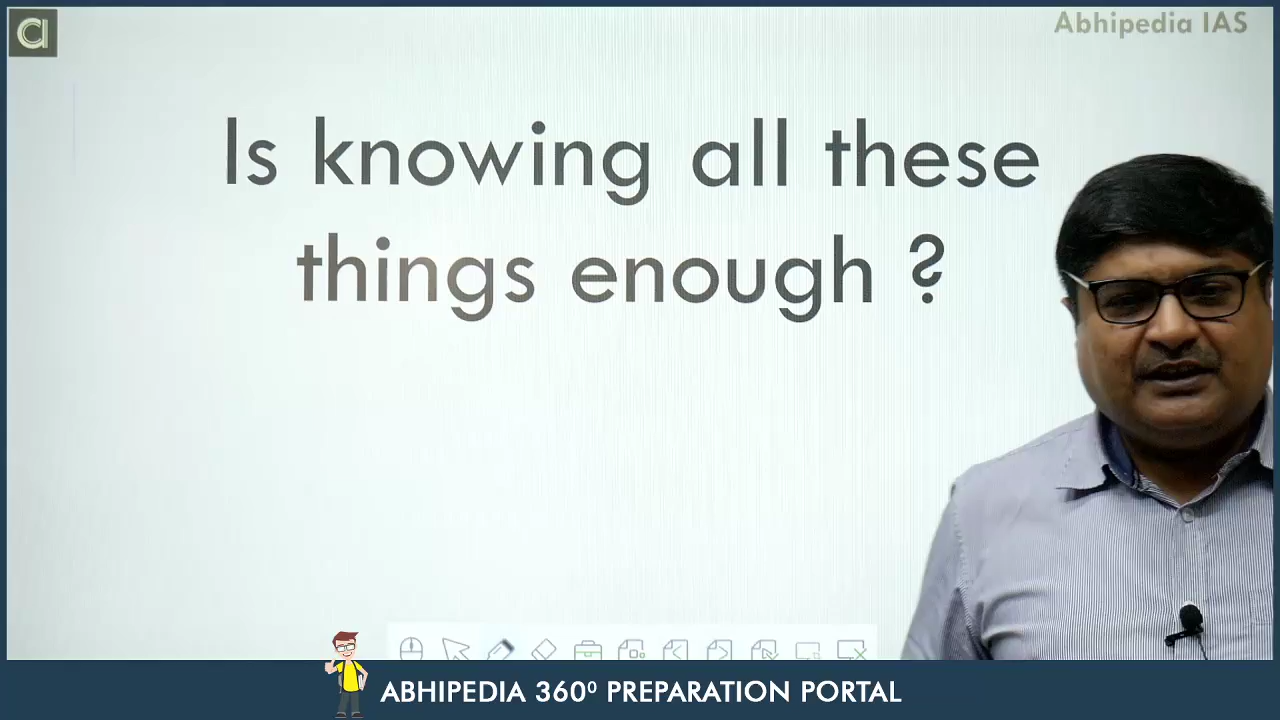 Abhipedia IAS
Is knowing all these
things enough ?
ABHIPEDIA 360⁰ PREPARATION PORTAL